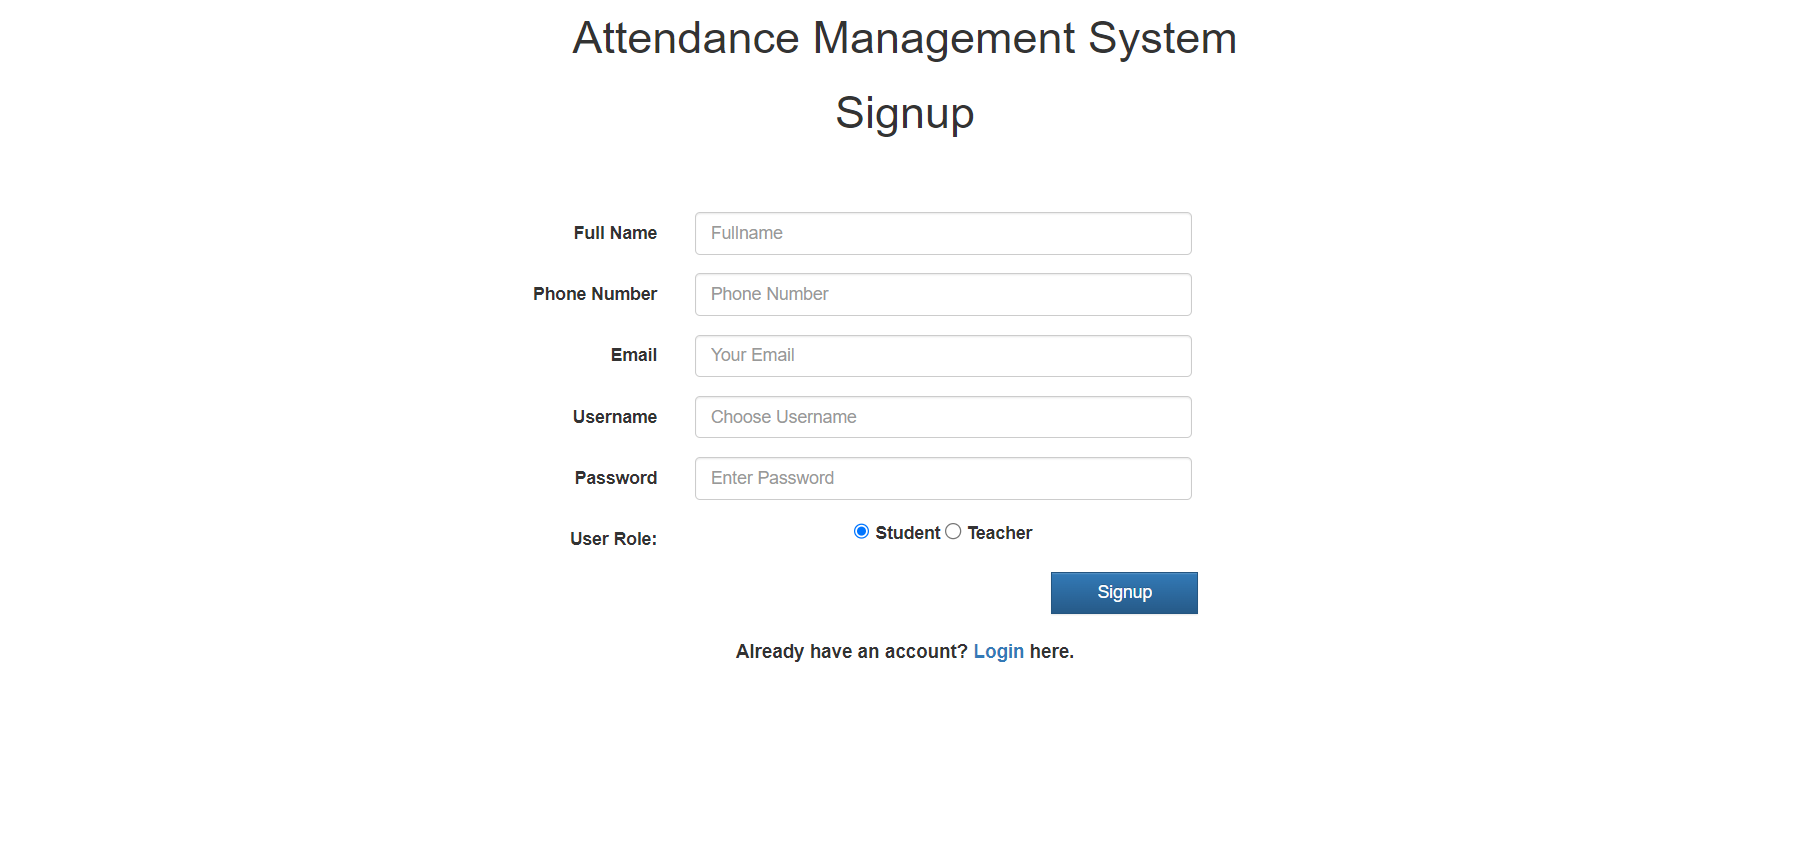 Attendance Management System
Signup
Full Name Fullname
Phone Number Phone Number
Email Your Email
Username Choose Username
Password Enter Password
User Role: Student Teacher
Signup
Already have an account? Login here.